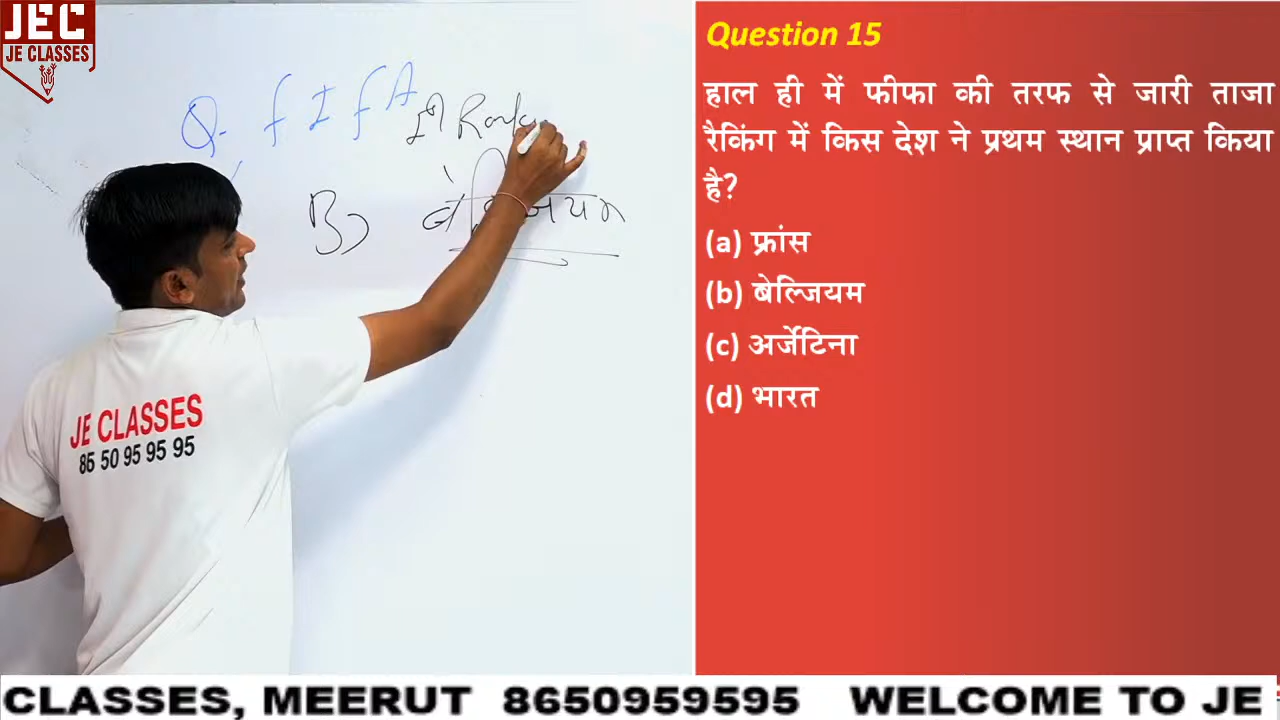 JEC
JE CLASSES
Q. FIFA
की Rank
B) बेल्जियम
JE CLASSES
86 50 95 95 95
Question 15
हाल ही में फीफा की तरफ से जारी ताजा
रैकिंग में किस देश ने प्रथम स्थान प्राप्त किया
है?
(a) फ्रांस
(b) बेल्जियम
(c) अर्जेंटिना
(d) भारत
CLASSES, MEERUT 8650959595 WELCOME TO JE